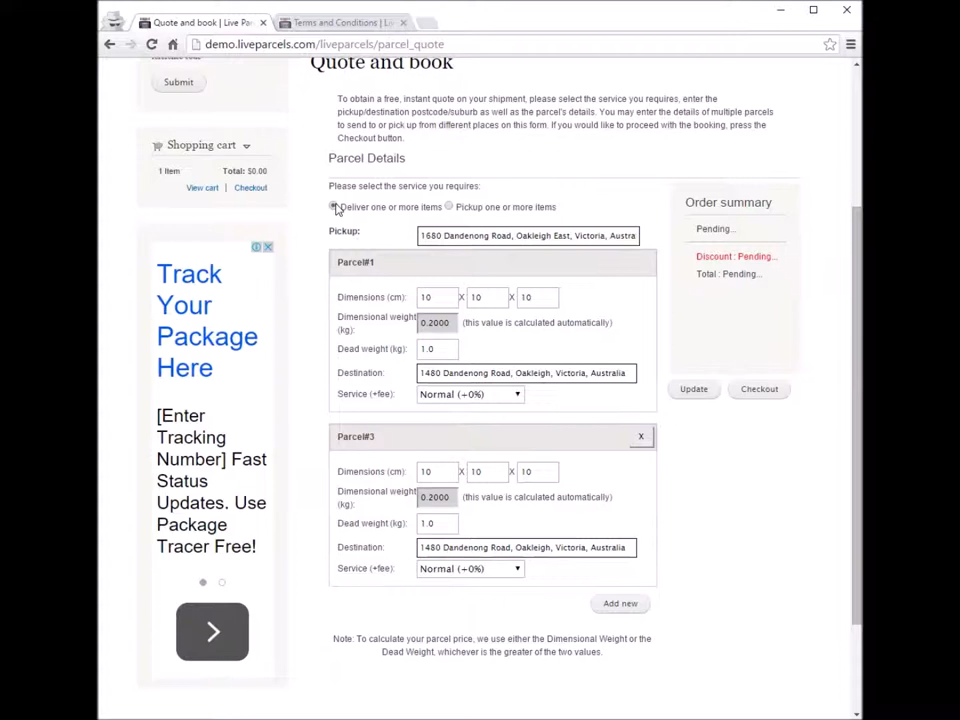 Quote and book | Live Pa
Terms and Conditions | Liv
demo.liveparcels.com/liveparcels/parcel_quote
Submit
Shopping cart
1 Item Total: $0.00
View cart Checkout
Track
Your
Package
Here
[Enter
Tracking
Number] Fast
Status
Updates. Use
Package
Tracer Free!
Quote and book
To obtain a free, instant quote on your shipment, please select the service you requires, enter the
pickup/destination postcode/suburb as well as the parcel's details. You may enter the details of multiple parcels
to send to or pick up from different places on this form. If you would like to proceed with the booking, press the
Checkout button.
Parcel Details
Please select the service you requires:
Deliver one or more items Pickup one or more items
Pickup: 1680 Dandenong Road, Oakleigh East, Victoria, Austra
Parcel#1
Dimensions (cm): 10 X 10 X 10
Dimensional weight
(kg): 0.2000 (this value is calculated automatically)
Dead weight (kg): 1.0
Destination: 1480 Dandenong Road, Oakleigh, Victoria, Australia
Service (+fee): Normal (+0%)
Parcel#3 X
Dimensions (cm): 10 X 10 X 10
Dimensional weight
(kg): 0.2000 (this value is calculated automatically)
Dead weight (kg): 1.0
Destination: 1480 Dandenong Road, Oakleigh, Victoria, Australia
Service (+fee): Normal (+0%)
Add new
Note: To calculate your parcel price, we use either the Dimensional Weight or the
Dead Weight, whichever is the greater of the two values.
Order summary
Pending...
Discount : Pending...
Total : Pending...
Update Checkout